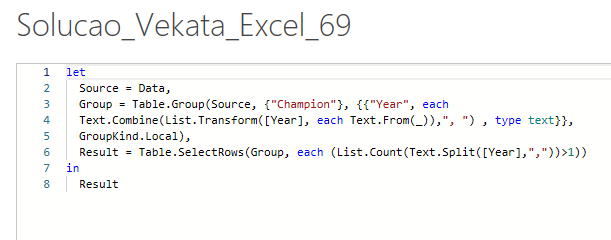 Solucao_Vekata_Excel_69
1 let
2 Source = Data,
3 Group = Table.Group(Source, {"Champion"}, {{"Year", each
4 Text.Combine(List.Transform([Year], each Text.From(_)),", ") , type text}},
5 GroupKind.Local),
6 Result = Table.SelectRows(Group, each (List.Count(Text.Split([Year],","))>1))
7 in
8 Result